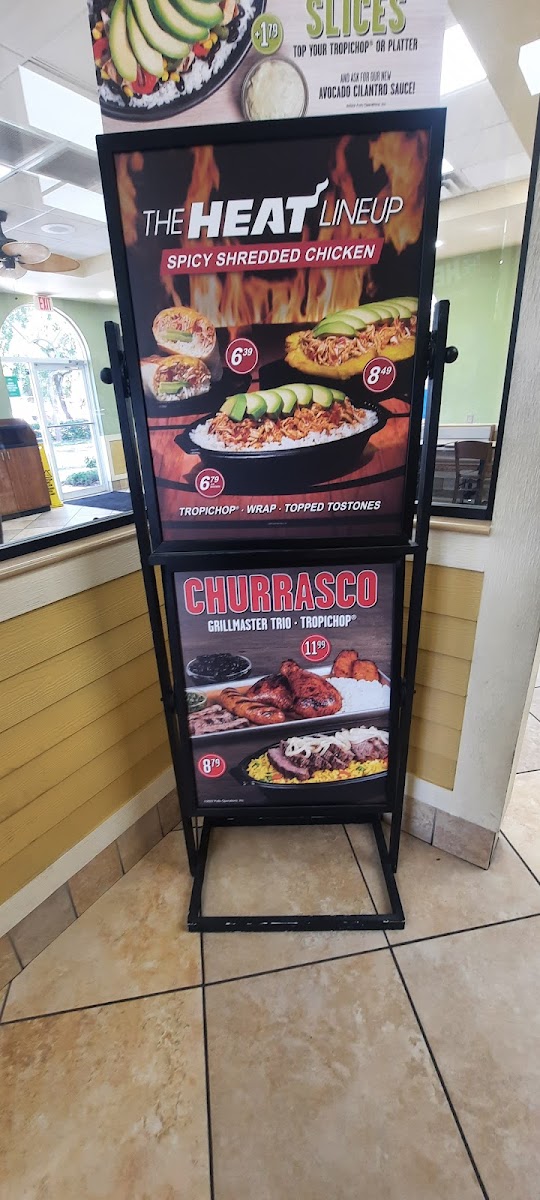 SLICES
+1.79
TOP YOUR TROPICHOP® OR PLATTER
AND ASK FOR OUR NEW
AVOCADO CILANTRO SAUCE!
THE HEAT LINEUP
SPICY SHREDDED CHICKEN
6.39
8.49
6.79
TROPICHOP® · WRAP · TOPPED TOSTONES
CHURRASCO
GRILLMASTER TRIO · TROPICHOP®
11.99
8.79
EXIT